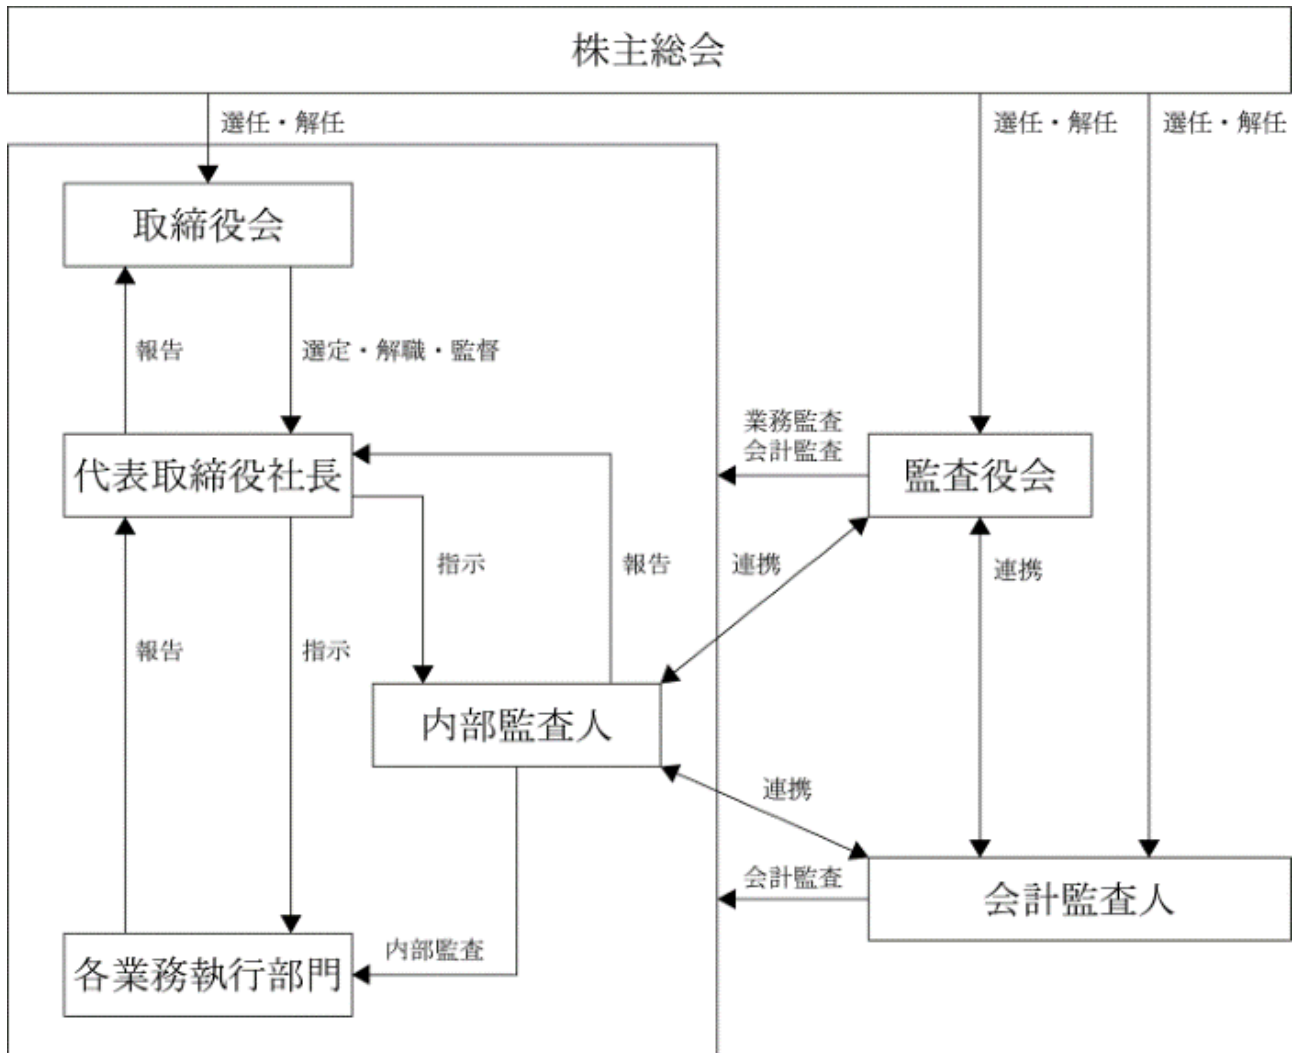 株主総会
選任・解任
選任・解任
選任・解任
取締役会
報告
選定・解職・監督
業務監査
会計監査
代表取締役社長
監査役会
指示
報告
連携
連携
報告
指示
内部監査人
連携
会計監査
会計監査人
内部監査
各業務執行部門